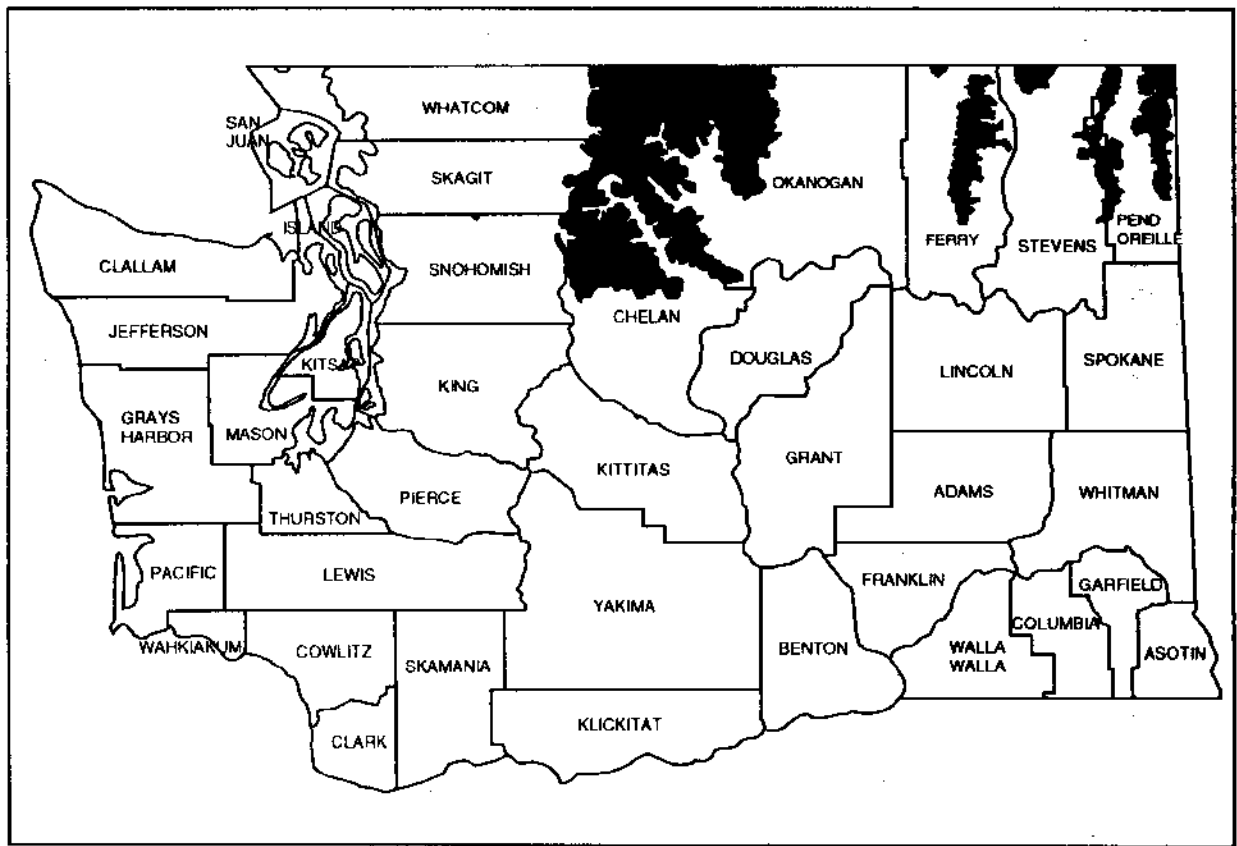 WHATCOM
SAN
JUAN
SKAGIT
OKANOGAN
ISLAND
PEND
OREILLE
FERRY
STEVENS
CLALLAM
SNOHOMISH
CHELAN
JEFFERSON
DOUGLAS
KITSAP
KING
LINCOLN
SPOKANE
GRAYS
HARBOR
MASON
KITTITAS
GRANT
PIERCE
ADAMS
WHITMAN
THURSTON
PACIFIC
LEWIS
FRANKLIN
GARFIELD
YAKIMA
COLUMBIA
WAHKIAKUM
COWLITZ
SKAMANIA
BENTON
WALLA
WALLA
ASOTIN
KLICKITAT
CLARK